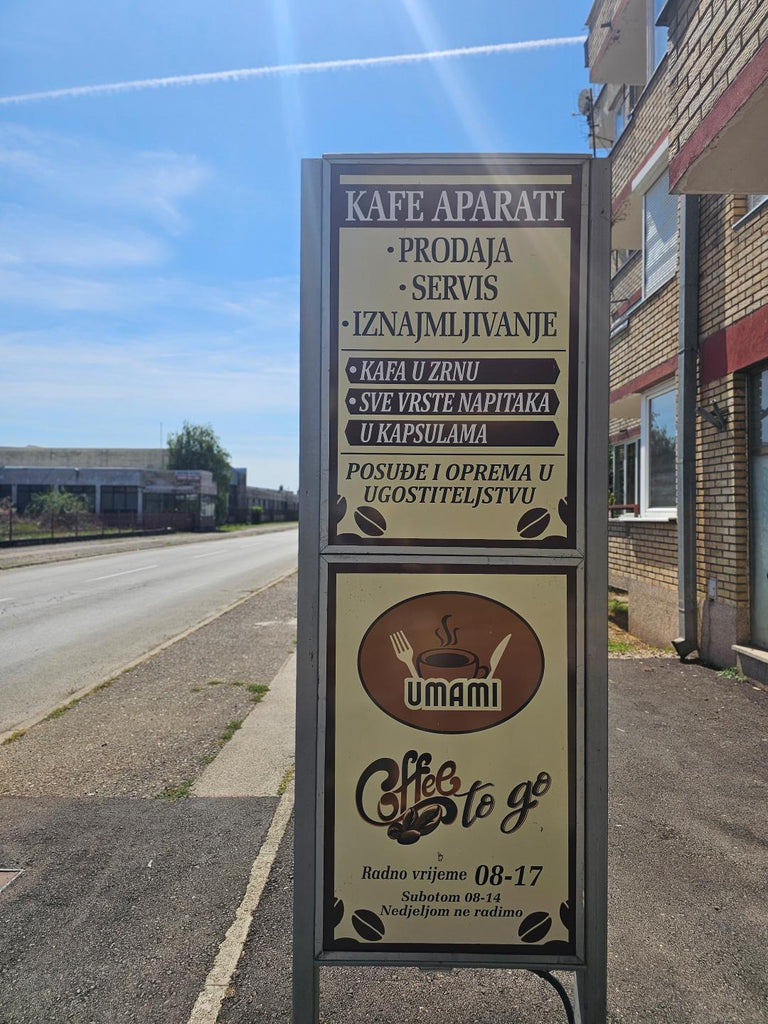 KAFE APARATI
•PRODAJA
•SERVIS
•IZNAJMLJIVANJE
•KAFA U ZRNU
•SVE VRSTE NAPITAKA
U KAPSULAMA
POSUĐE I OPREMA U
UGOSTITELJSTVU
UMAMI
Coffee to go
Radno vrijeme 08-17
Subotom 08-14
Nedjeljom ne radimo